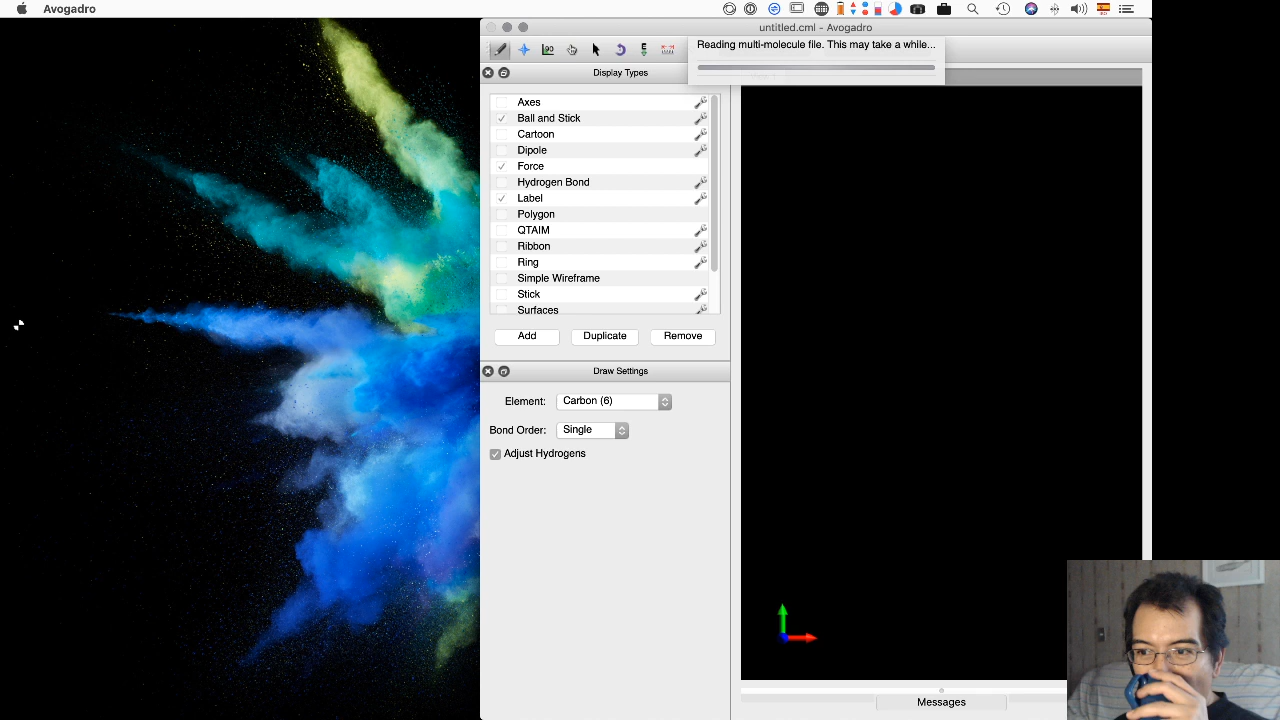 Avogadro
untitled.cml - Avogadro
Reading multi-molecule file. This may take a while...
Display Types
Axes
Ball and Stick
Cartoon
Dipole
Force
Hydrogen Bond
Label
Polygon
QTAIM
Ribbon
Ring
Simple Wireframe
Stick
Surfaces
Add Duplicate Remove
Draw Settings
Element: Carbon (6)
Bond Order: Single
Adjust Hydrogens
Messages